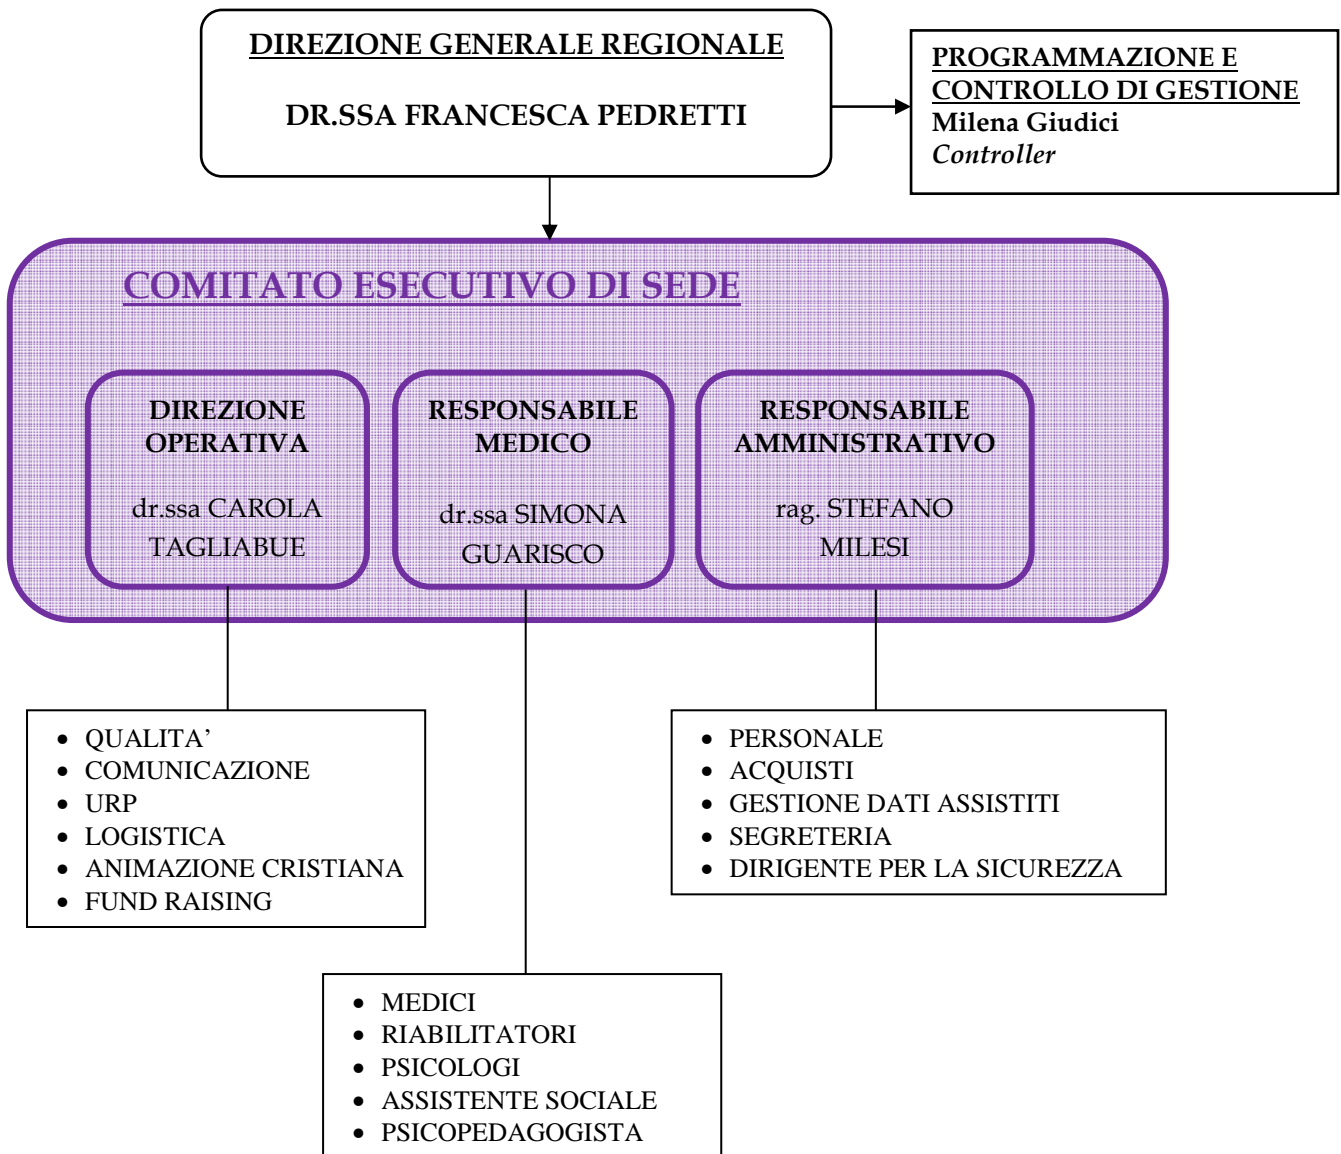 DIREZIONE GENERALE REGIONALE
DR.SSA FRANCESCA PEDRETTI
PROGRAMMAZIONE E
CONTROLLO DI GESTIONE
Milena Giudici
Controller
COMITATO ESECUTIVO DI SEDE
DIREZIONE
OPERATIVA
dr.ssa CAROLA
TAGLIABUE
RESPONSABILE
MEDICO
dr.ssa SIMONA
GUARISCO
RESPONSABILE
AMMINISTRATIVO
rag. STEFANO
MILESI
• QUALITA’
• COMUNICAZIONE
• URP
• LOGISTICA
• ANIMAZIONE CRISTIANA
• FUND RAISING
• PERSONALE
• ACQUISTI
• GESTIONE DATI ASSISTITI
• SEGRETERIA
• DIRIGENTE PER LA SICUREZZA
• MEDICI
• RIABILITATORI
• PSICOLOGI
• ASSISTENTE SOCIALE
• PSICOPEDAGOGISTA